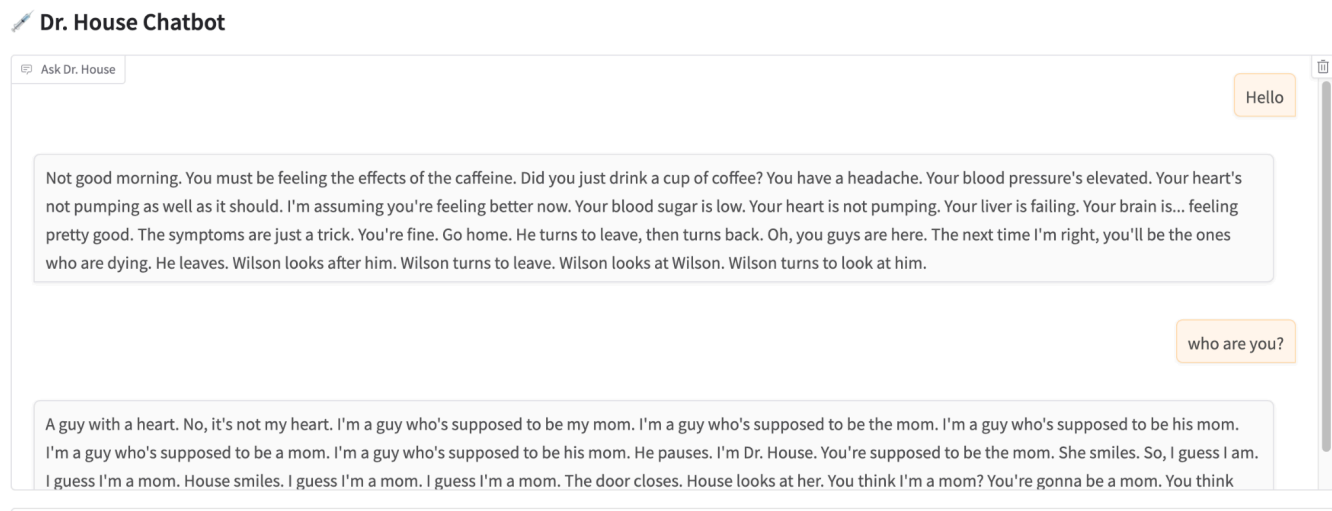 Dr. House Chatbot
Ask Dr. House
Hello
Not good morning. You must be feeling the effects of the caffeine. Did you just drink a cup of coffee? You have a headache. Your blood pressure's elevated. Your heart's
not pumping as well as it should. I'm assuming you're feeling better now. Your blood sugar is low. Your heart is not pumping. Your liver is failing. Your brain is... feeling
pretty good. The symptoms are just a trick. You're fine. Go home. He turns to leave, then turns back. Oh, you guys are here. The next time I'm right, you'll be the ones
who are dying. He leaves. Wilson looks after him. Wilson turns to leave. Wilson looks at Wilson. Wilson turns to look at him.
who are you?
A guy with a heart. No, it's not my heart. I'm a guy who's supposed to be my mom. I'm a guy who's supposed to be the mom. I'm a guy who's supposed to be his mom.
I'm a guy who's supposed to be a mom. I'm a guy who's supposed to be his mom. He pauses. I'm Dr. House. You're supposed to be the mom. She smiles. So, I guess I am.
I guess I'm a mom. House smiles. I guess I'm a mom. I guess I'm a mom. The door closes. House looks at her. You think I'm a mom? You're gonna be a mom. You think